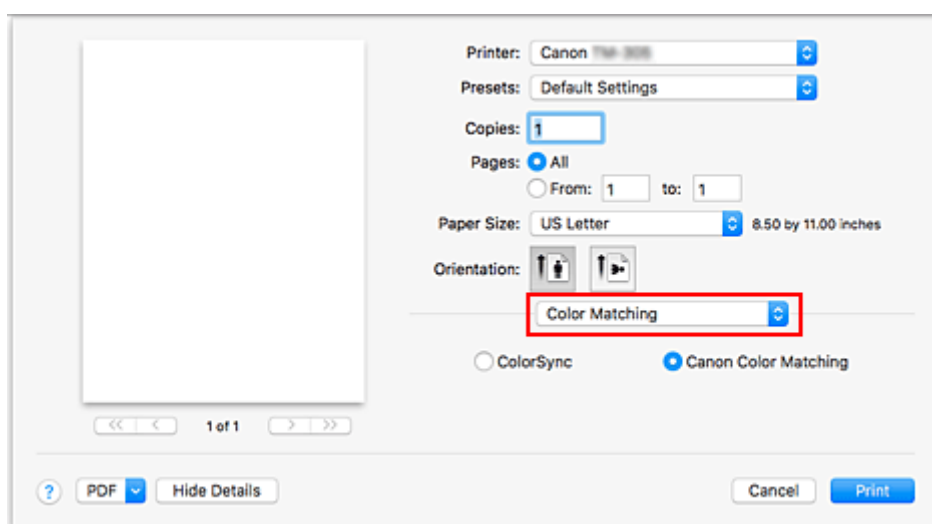 Printer: Canon
Presets: Default Settings
Copies: 1
Pages: All
From: 1 to: 1
Paper Size: US Letter 8.50 by 11.00 inches
Orientation:
Color Matching
ColorSync Canon Color Matching
<< < 1 of 1 > >>
? PDF Hide Details Cancel Print